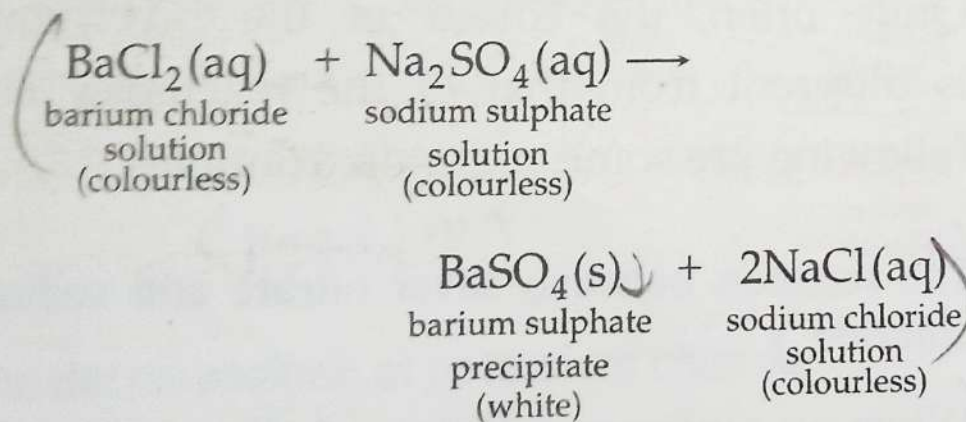 BaCl₂(aq) + Na₂SO₄(aq) ⟶
barium chloride sodium sulphate
solution solution
(colourless) (colourless)
BaSO₄(s)↓ + 2NaCl(aq)
barium sulphate sodium chloride
precipitate solution
(white) (colourless)